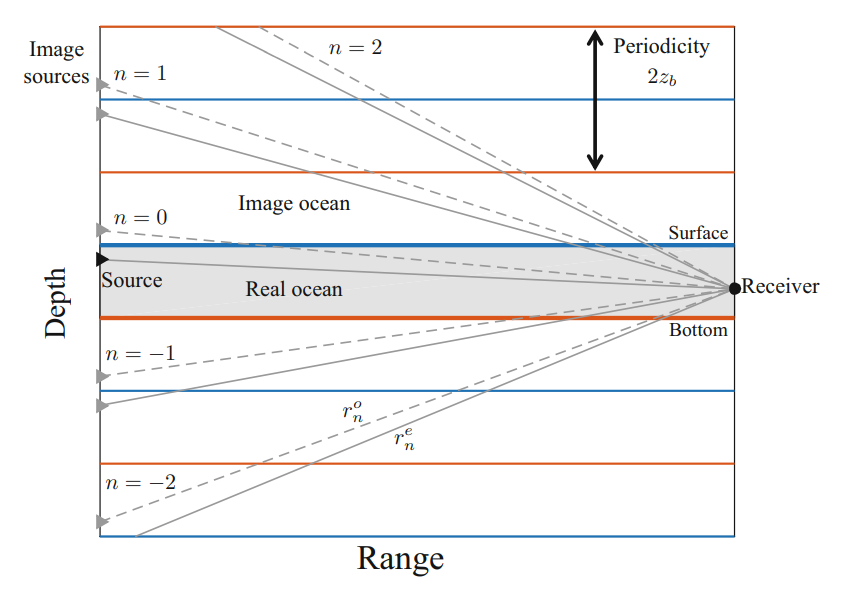 Image
sources
n = 1
n = 2
Periodicity
2z_b
Image ocean
n = 0
Surface
Source
Real ocean
Receiver
Depth
Bottom
n = −1
r_n^o
r_n^e
n = −2
Range